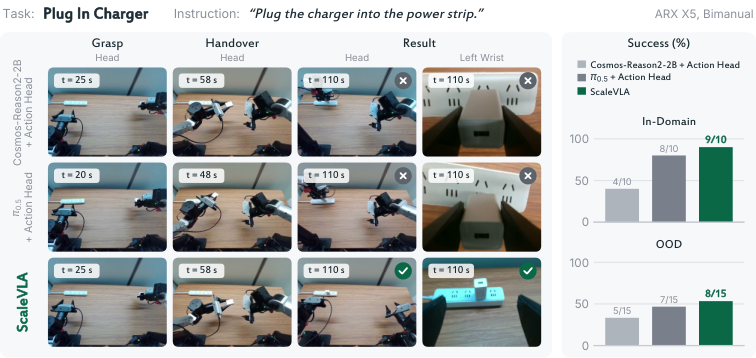 Task: Plug In Charger Instruction: “Plug the charger into the power strip.” ARX X5, Bimanual
Grasp Handover Result
Head Head Head Left Wrist
Cosmos-Reason2-2B
+ Action Head
t = 25 s t = 58 s t = 110 s t = 110 s
π0.5
+ Action Head
t = 20 s t = 48 s t = 110 s t = 110 s
ScaleVLA
t = 25 s t = 58 s t = 110 s t = 110 s
Success (%)
Cosmos-Reason2-2B + Action Head
π0.5 + Action Head
ScaleVLA
In-Domain
100
50
0
4/10 8/10 9/10
OOD
100
50
0
5/15 7/15 8/15